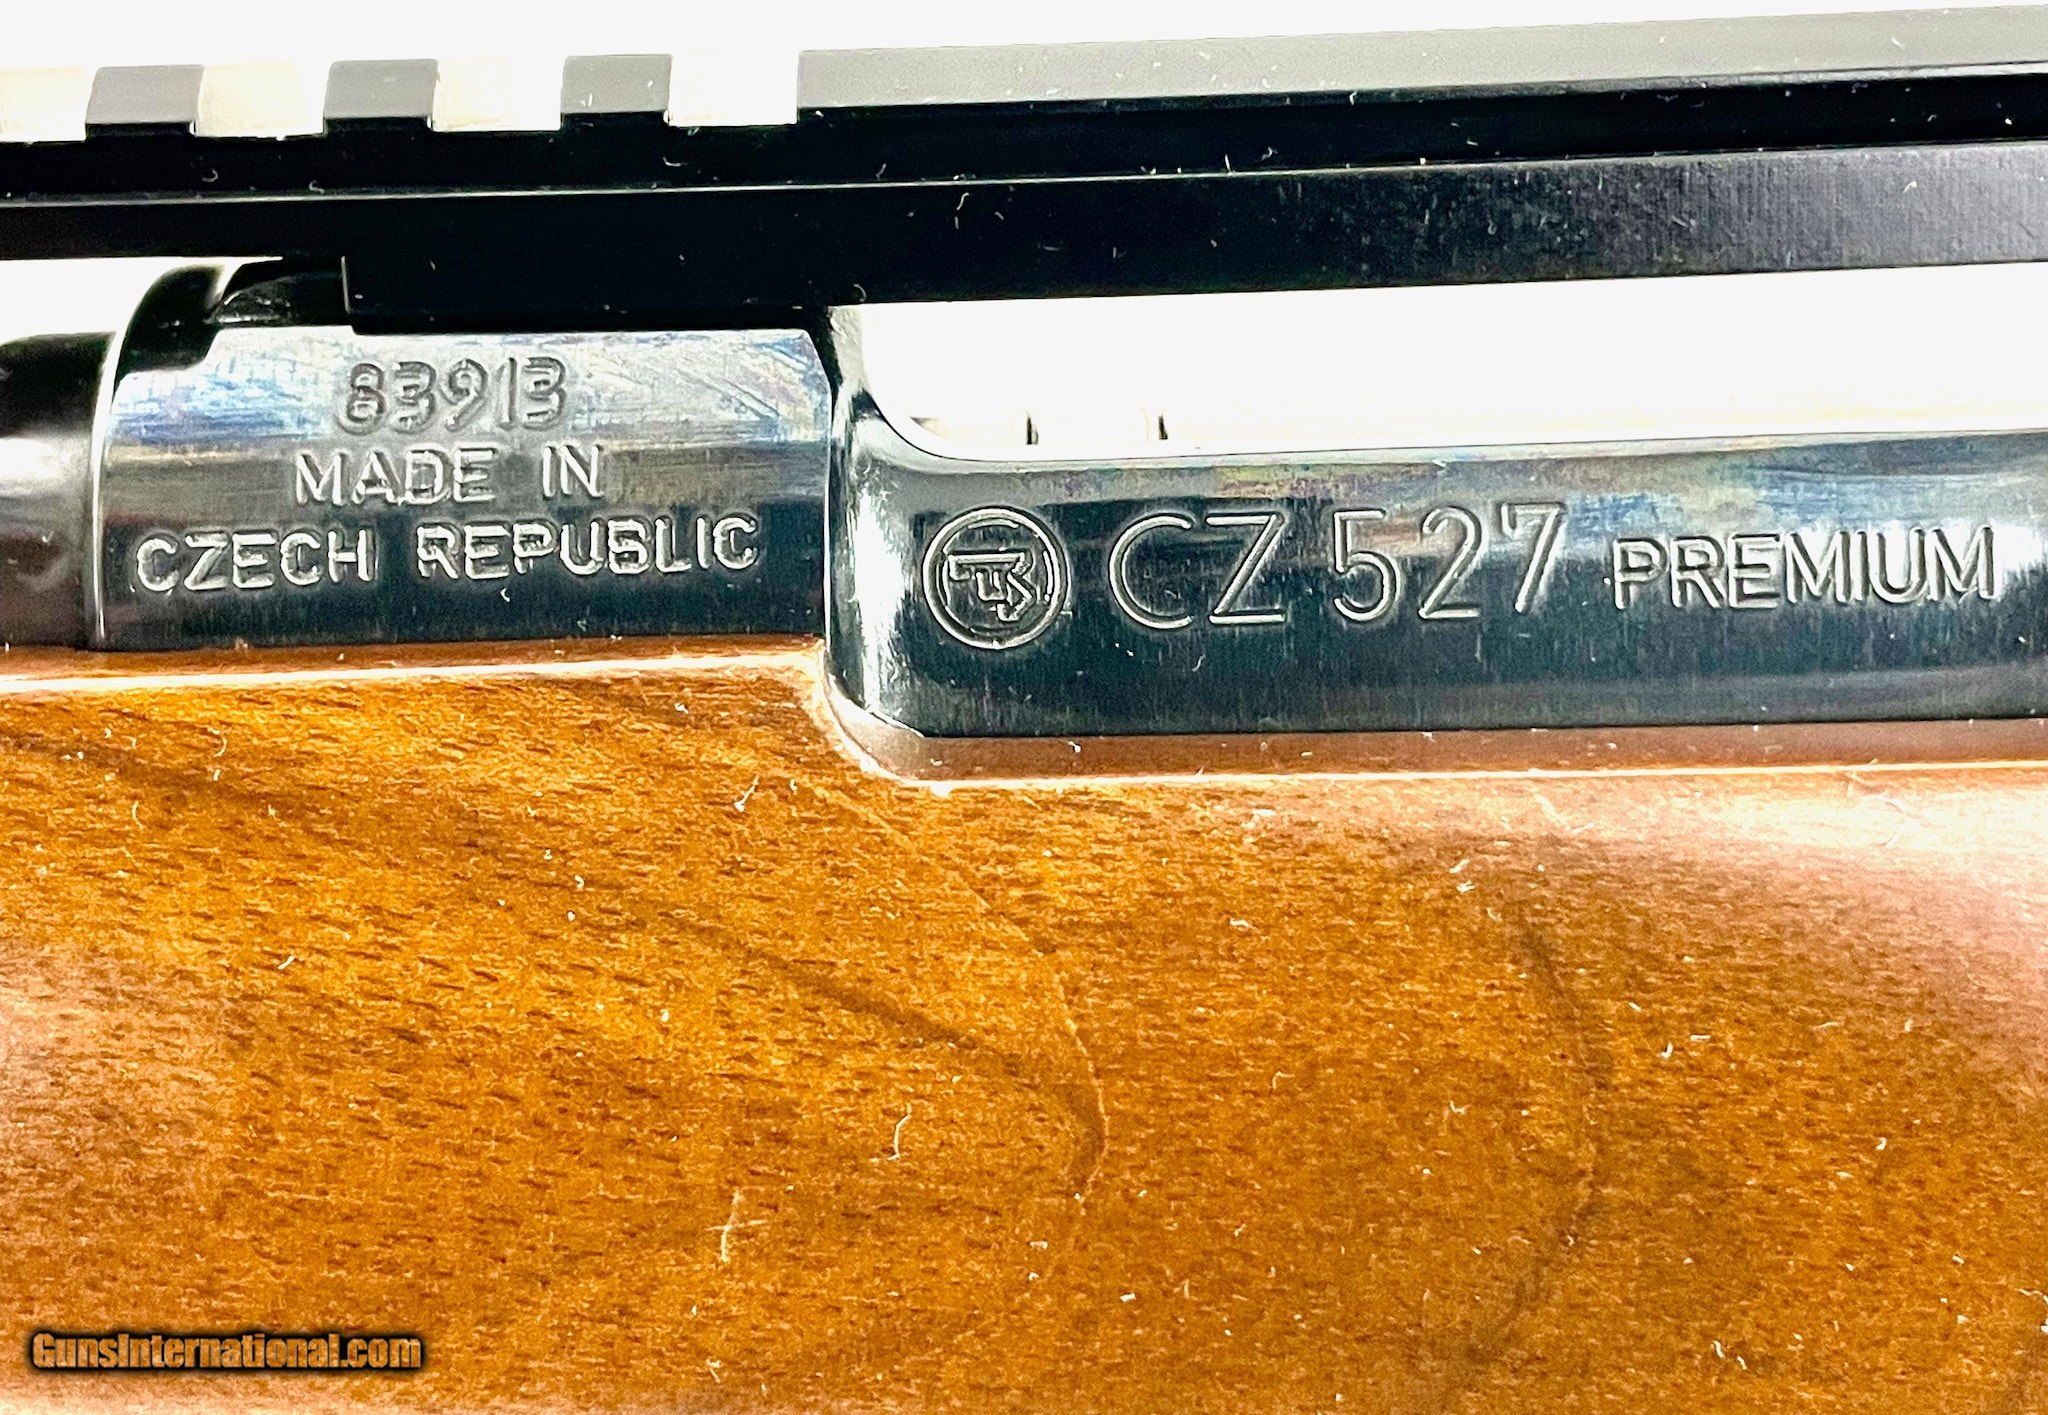 83913
MADE IN
CZECH REPUBLIC
CZ 527 PREMIUM
GunsInternational.com